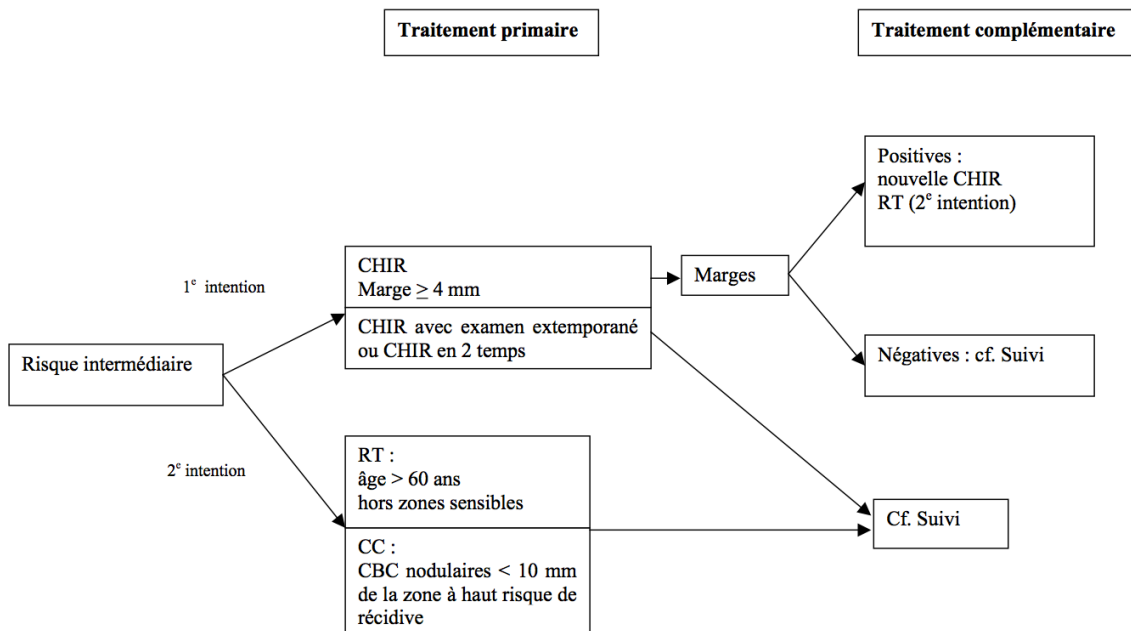 Traitement primaire
Traitement complémentaire
Positives :
nouvelle CHIR
RT (2e intention)
1e intention
CHIR
Marge ≥ 4 mm
Marges
CHIR avec examen extemporané
ou CHIR en 2 temps
Risque intermédiaire
Négatives : cf. Suivi
2e intention
RT :
âge > 60 ans
hors zones sensibles
Cf. Suivi
CC :
CBC nodulaires < 10 mm
de la zone à haut risque de
récidive